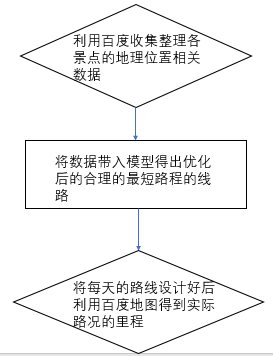 利用百度收集整理各
景点的地理位置相关
数据
将数据带入模型得出优化
后的合理的最短路程的线
路
将每天的路线设计好后
利用百度地图得到实际
路况的里程